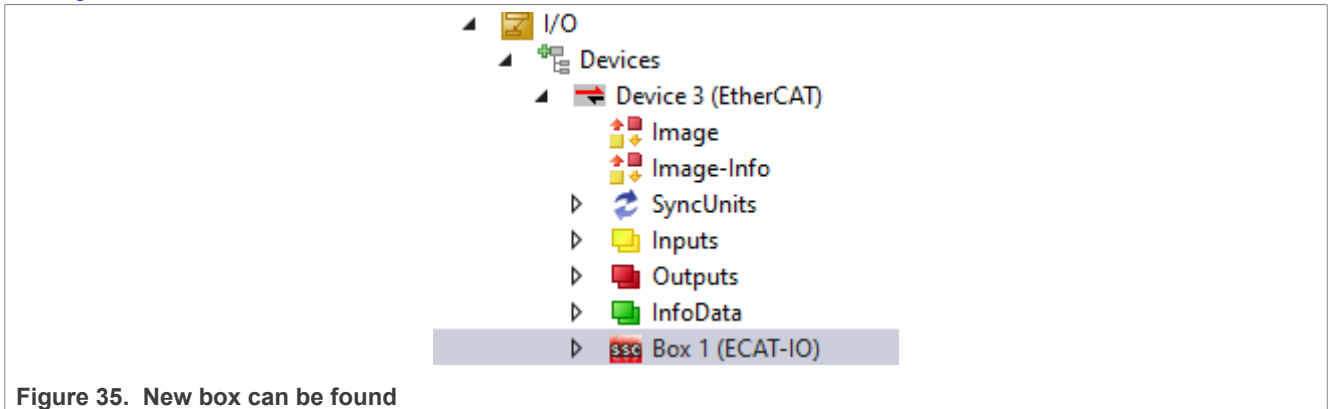 I/O
Devices
Device 3 (EtherCAT)
Image
Image-Info
SyncUnits
Inputs
Outputs
InfoData
ssc Box 1 (ECAT-IO)
Figure 35. New box can be found